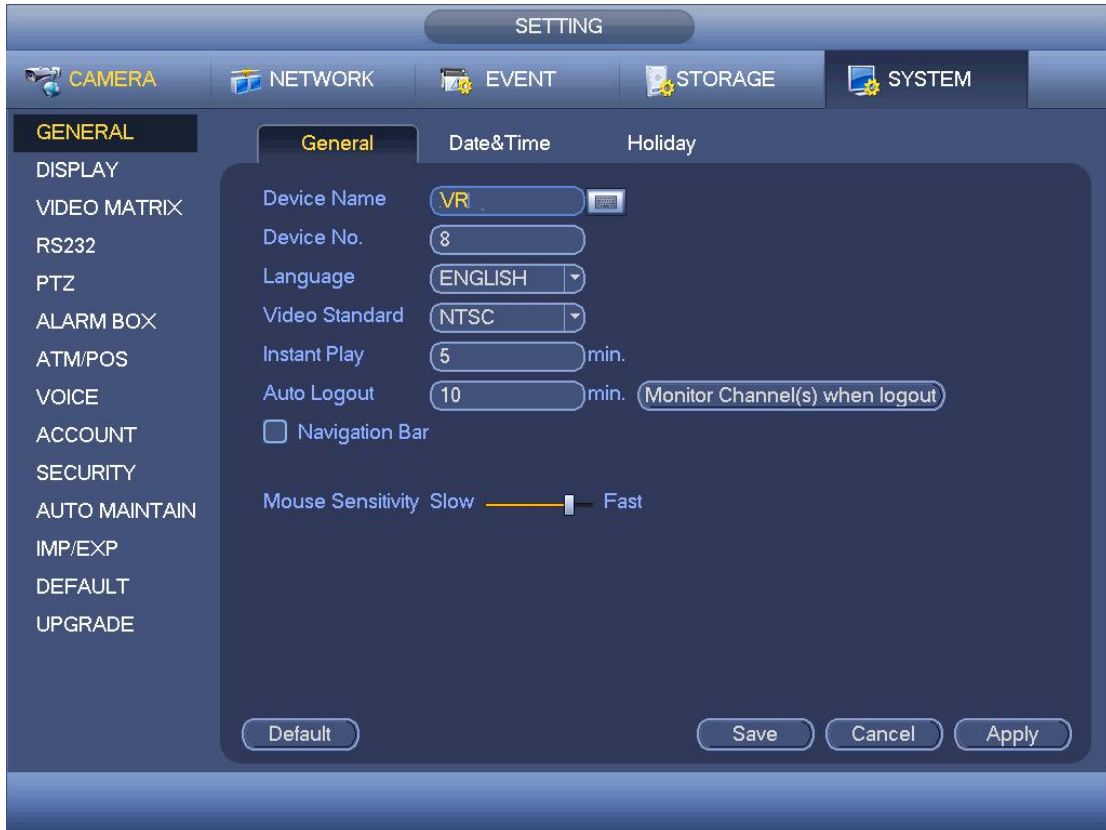 SETTING
CAMERA NETWORK EVENT STORAGE SYSTEM
GENERAL
DISPLAY
VIDEO MATRIX
RS232
PTZ
ALARM BOX
ATM/POS
VOICE
ACCOUNT
SECURITY
AUTO MAINTAIN
IMP/EXP
DEFAULT
UPGRADE
General Date&Time Holiday
Device Name VR
Device No. 8
Language ENGLISH
Video Standard NTSC
Instant Play 5 min.
Auto Logout 10 min. Monitor Channel(s) when logout
Navigation Bar
Mouse Sensitivity Slow Fast
Default Save Cancel Apply